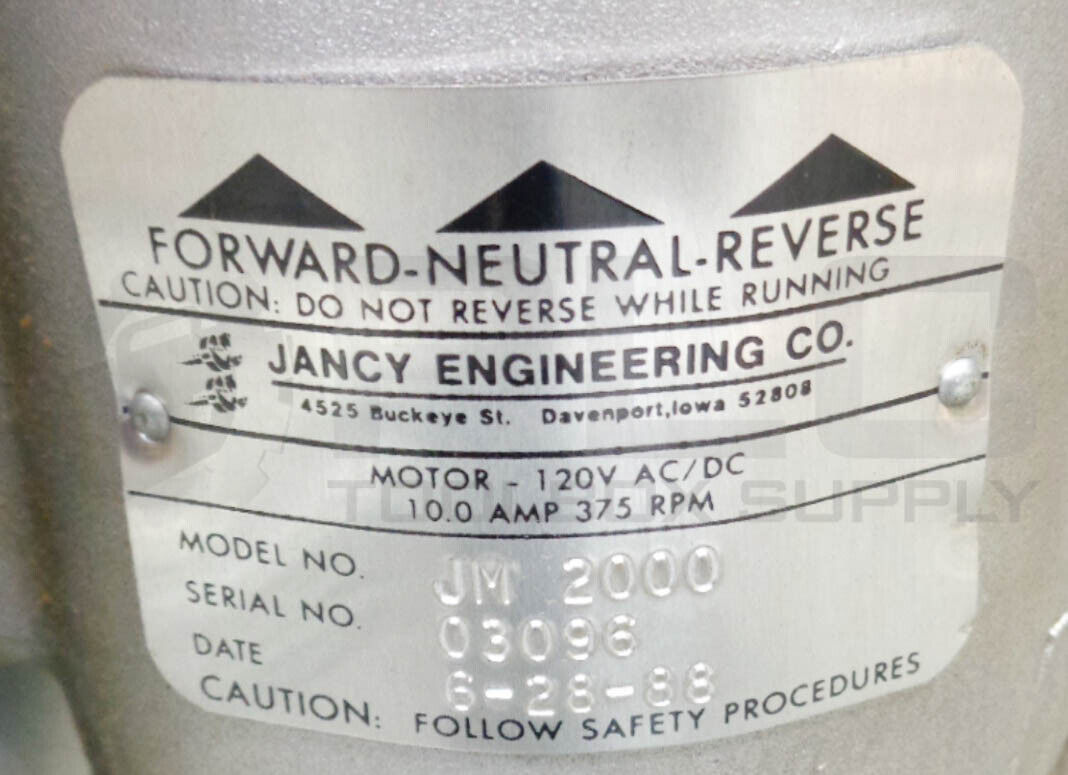 FORWARD-NEUTRAL-REVERSE
CAUTION: DO NOT REVERSE WHILE RUNNING
JANCY ENGINEERING CO.
4525 Buckeye St. Davenport, Iowa 52808
MOTOR - 120V AC/DC
10.0 AMP 375 RPM
TOOLBOX SUPPLY
MODEL NO. JM 2000
SERIAL NO. 03096
DATE 6-28-88
CAUTION: FOLLOW SAFETY PROCEDURES